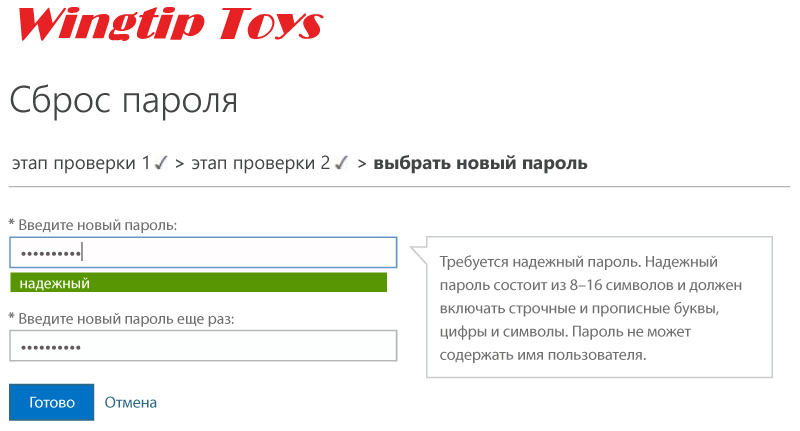 Wingtip Toys
Сброс пароля
этап проверки 1 ✓ > этап проверки 2 ✓ > выбрать новый пароль
* Введите новый пароль:
••••••••••
надежный
* Введите новый пароль еще раз:
••••••••••
Требуется надежный пароль. Надежный
пароль состоит из 8–16 символов и должен
включать строчные и прописные буквы,
цифры и символы. Пароль не может
содержать имя пользователя.
Готово Отмена